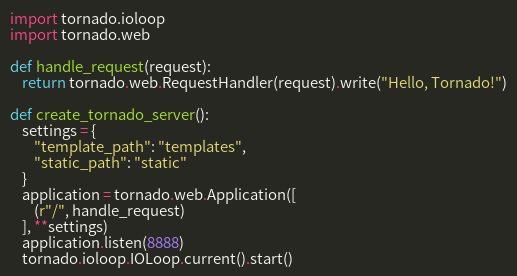 import tornado.ioloop
import tornado.web

def handle_request(request):
    return tornado.web.RequestHandler(request).write("Hello, Tornado!")

def create_tornado_server():
    settings = {
        "template_path": "templates",
        "static_path": "static"
    }
    application = tornado.web.Application([
        (r"/", handle_request)
    ], **settings)
    application.listen(8888)
    tornado.ioloop.IOLoop.current().start()